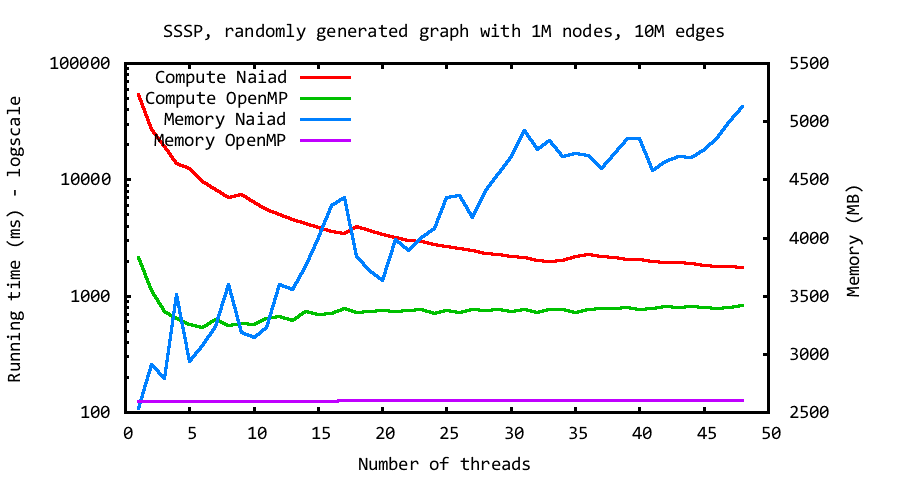 SSSP, randomly generated graph with 1M nodes, 10M edges
Compute Naiad
Compute OpenMP
Memory Naiad
Memory OpenMP
100000
10000
1000
100
Running time (ms) - logscale
5500
5000
4500
4000
3500
3000
2500
Memory (MB)
0 5 10 15 20 25 30 35 40 45 50
Number of threads